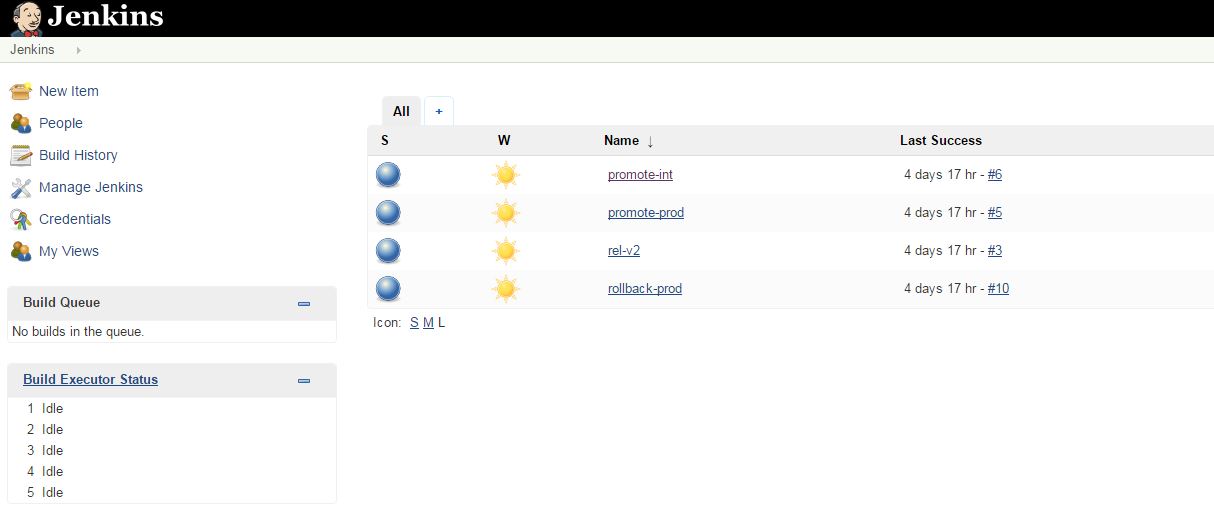 Jenkins
Jenkins
New Item
People
Build History
Manage Jenkins
Credentials
My Views
Build Queue
No builds in the queue.
Build Executor Status
1 Idle
2 Idle
3 Idle
4 Idle
5 Idle
All +
S W Name ↓ Last Success
promote-int 4 days 17 hr - #6
promote-prod 4 days 17 hr - #5
rel-v2 4 days 17 hr - #3
rollback-prod 4 days 17 hr - #10
Icon: S M L